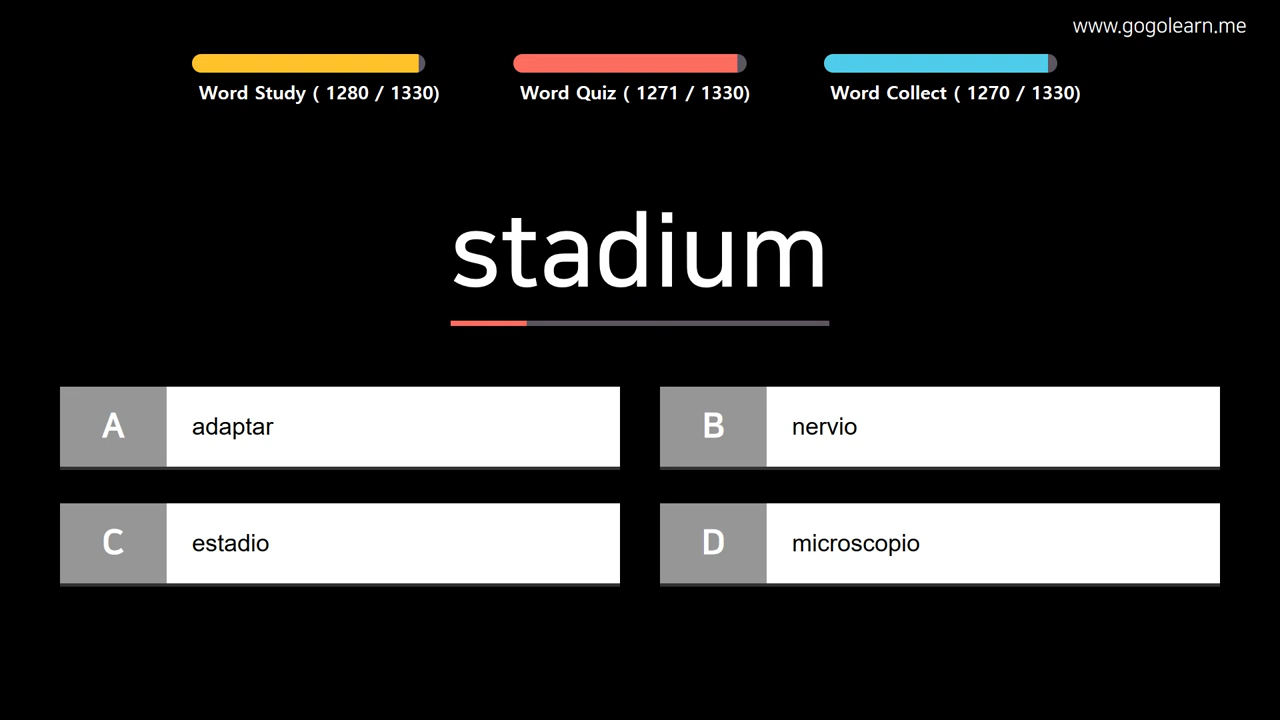 www.gogolearn.me
Word Study ( 1280 / 1330)
Word Quiz ( 1271 / 1330)
Word Collect ( 1270 / 1330)
stadium
A adaptar
B nervio
C estadio
D microscopio